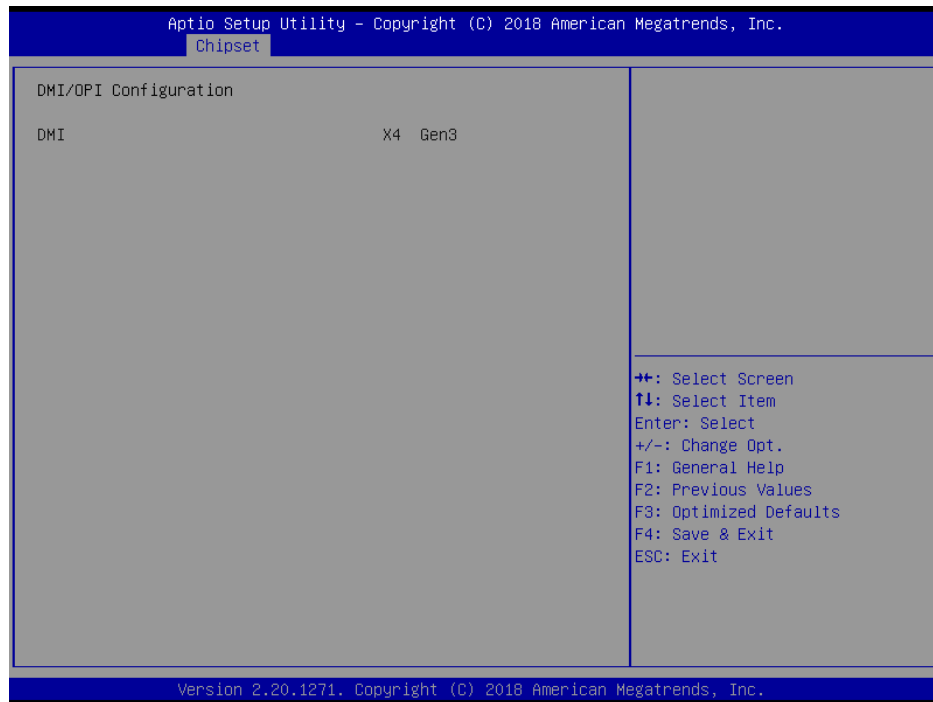 Aptio Setup Utility – Copyright (C) 2018 American Megatrends, Inc.
Chipset
DMI/OPI Configuration
DMI X4 Gen3
→←: Select Screen
↑↓: Select Item
Enter: Select
+/-: Change Opt.
F1: General Help
F2: Previous Values
F3: Optimized Defaults
F4: Save & Exit
ESC: Exit
Version 2.20.1271. Copyright (C) 2018 American Megatrends, Inc.